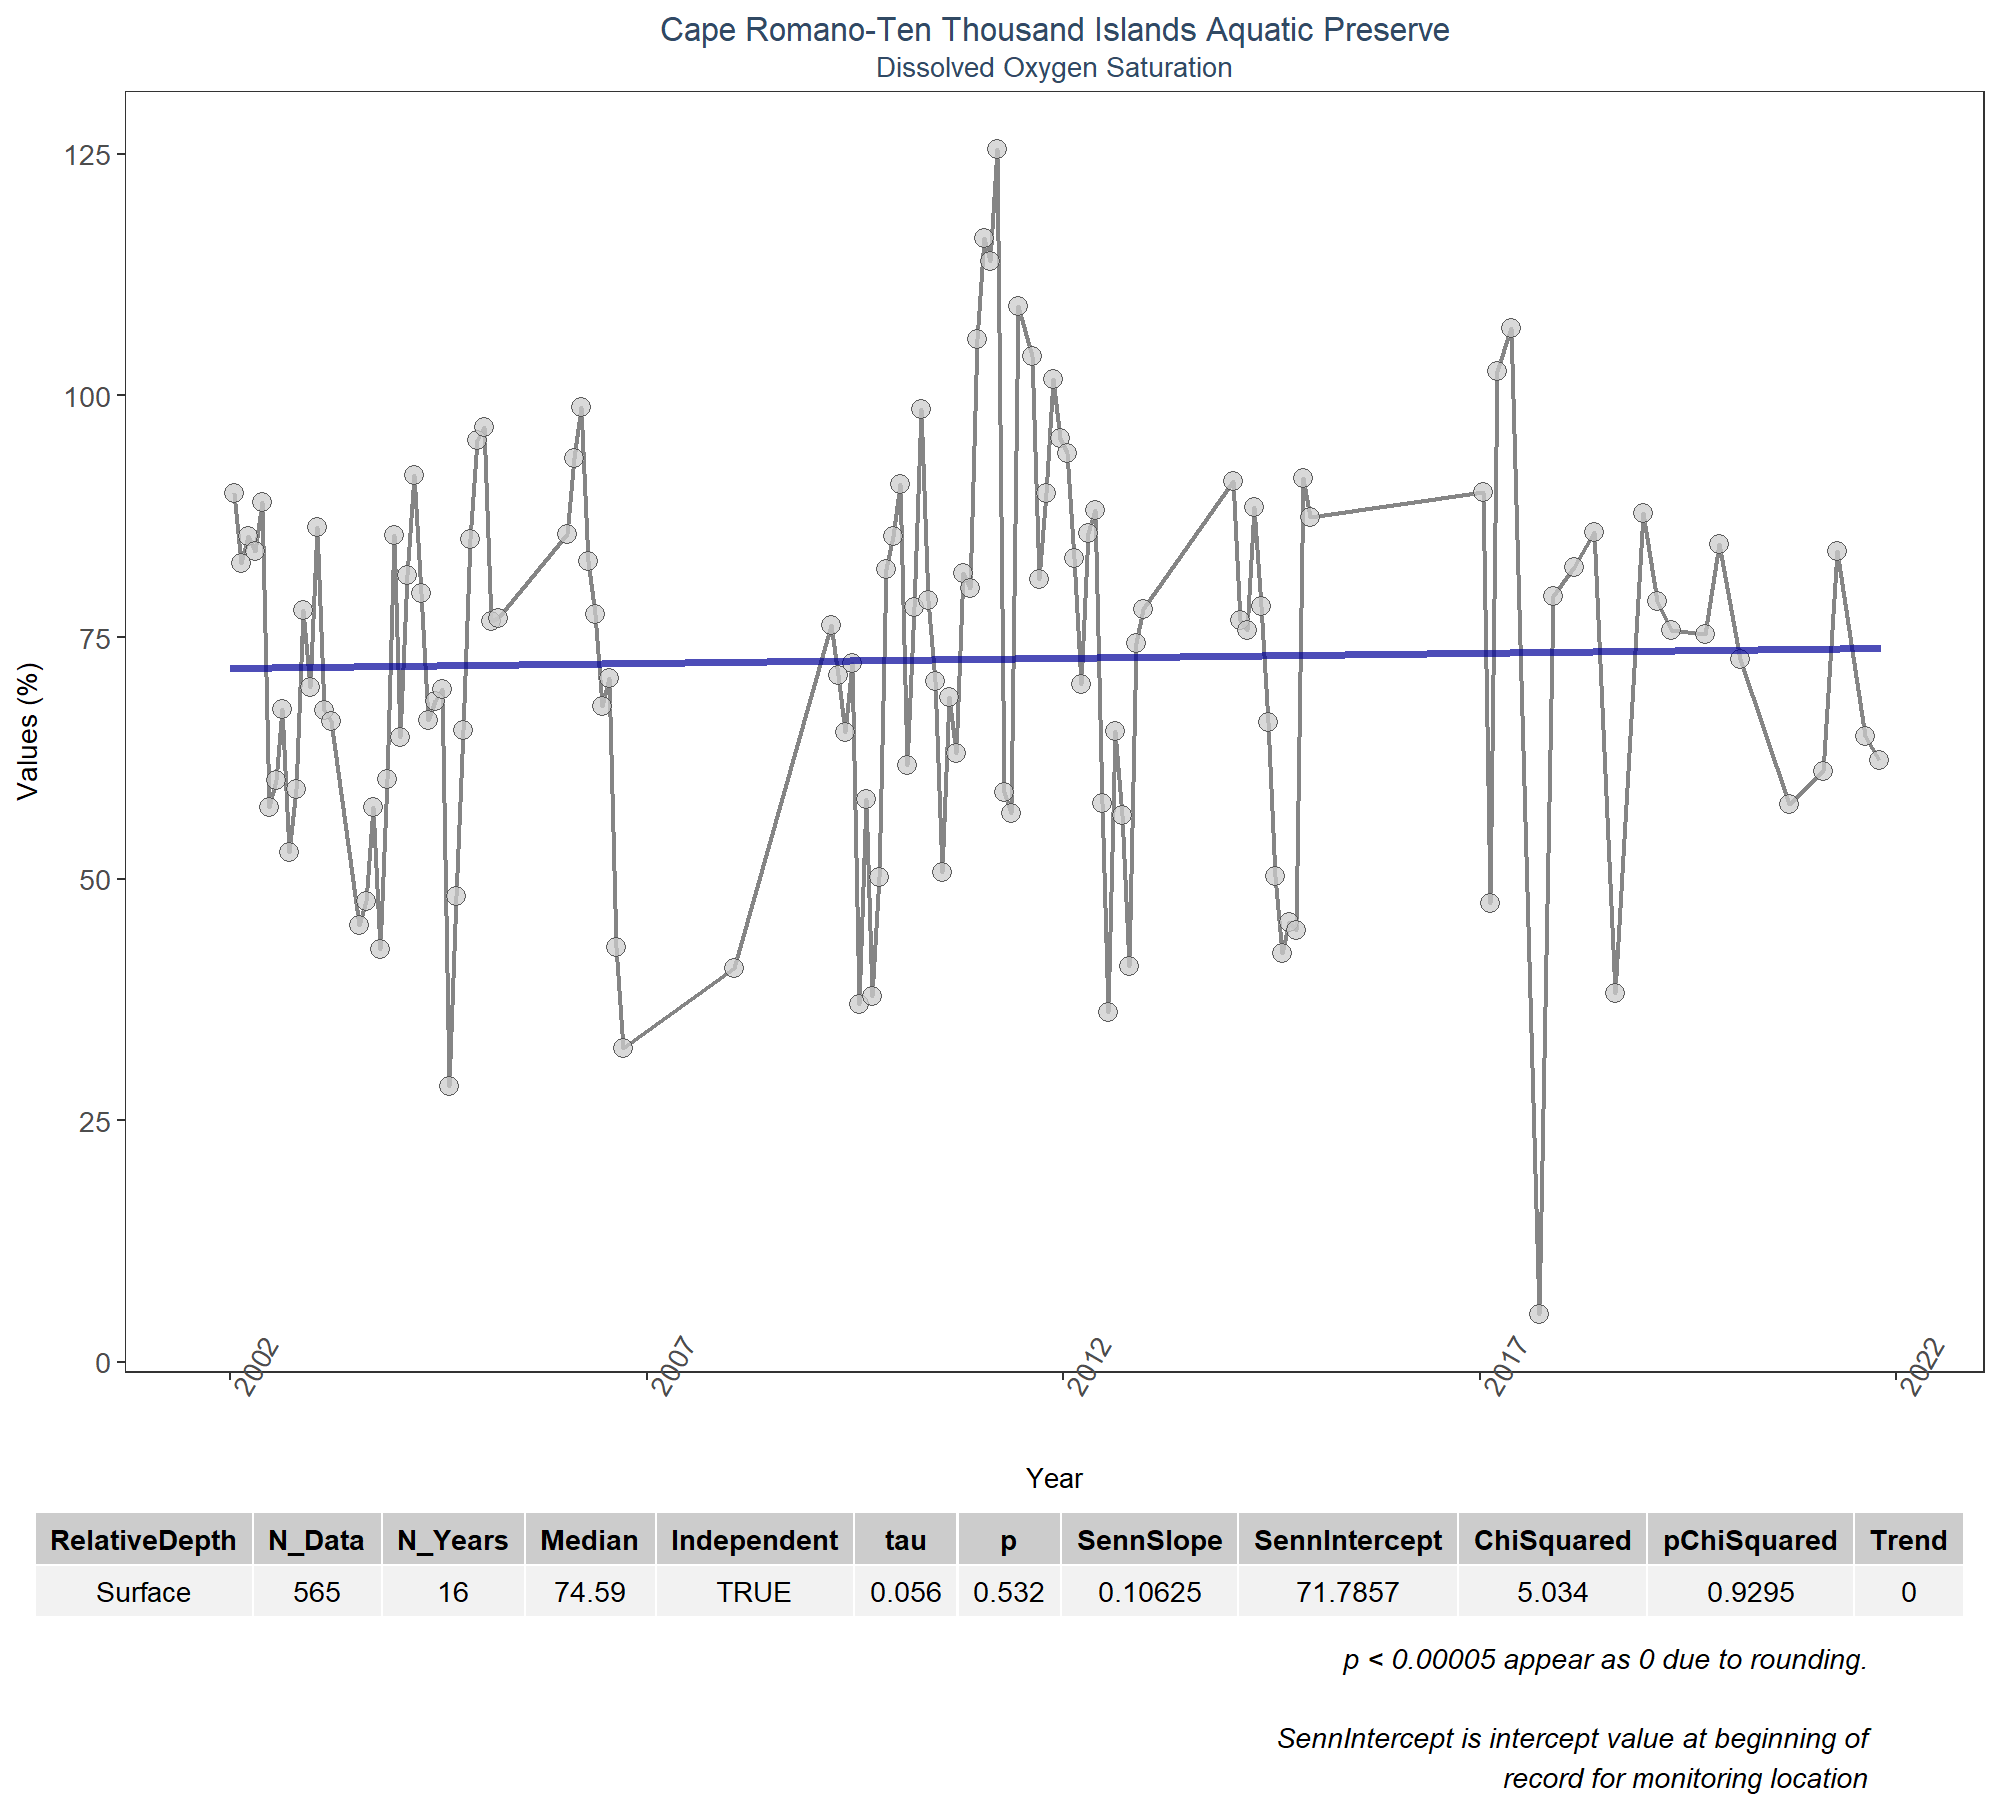 Cape Romano-Ten Thousand Islands Aquatic Preserve
Dissolved Oxygen Saturation
Values (%)
125
100
75
50
25
0
2002
2007
2012
2017
2022
Year
RelativeDepth N_Data N_Years Median Independent tau p SennSlope SennIntercept ChiSquared pChiSquared Trend
Surface 565 16 74.59 TRUE 0.056 0.532 0.10625 71.7857 5.034 0.9295 0
p < 0.00005 appear as 0 due to rounding.
SennIntercept is intercept value at beginning of
record for monitoring location